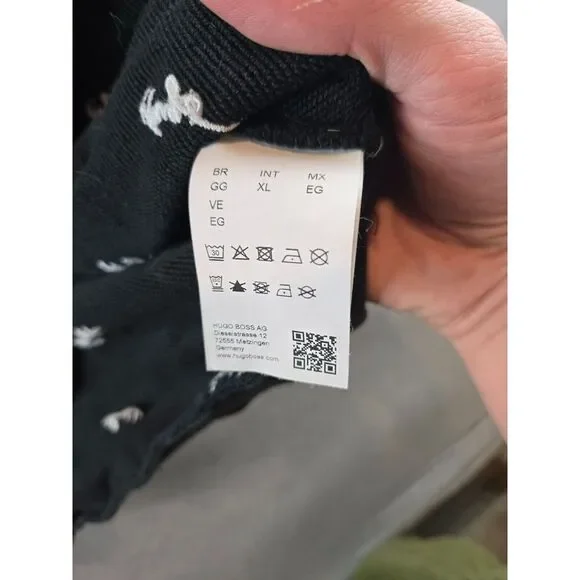 BR INT MX
GG XL EG
VE
EG
30
HUGO BOSS AG
Dieselstrasse 12
72555 Metzingen
Germany
www.hugoboss.com